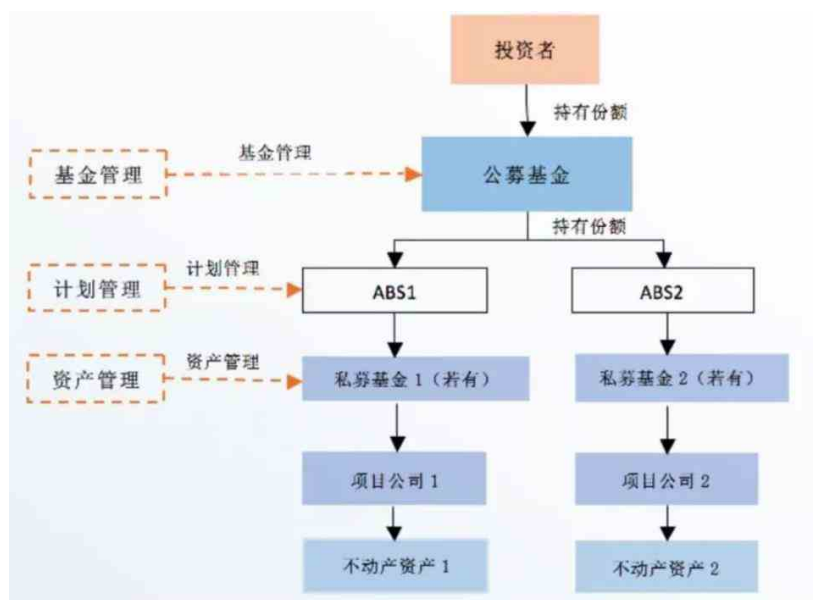 投资者
持有份额
基金管理
公募基金
基金管理
持有份额
计划管理
计划管理
ABS1
ABS2
资产管理
资产管理
私募基金1（若有）
私募基金2（若有）
项目公司1
项目公司2
不动产资产1
不动产资产2